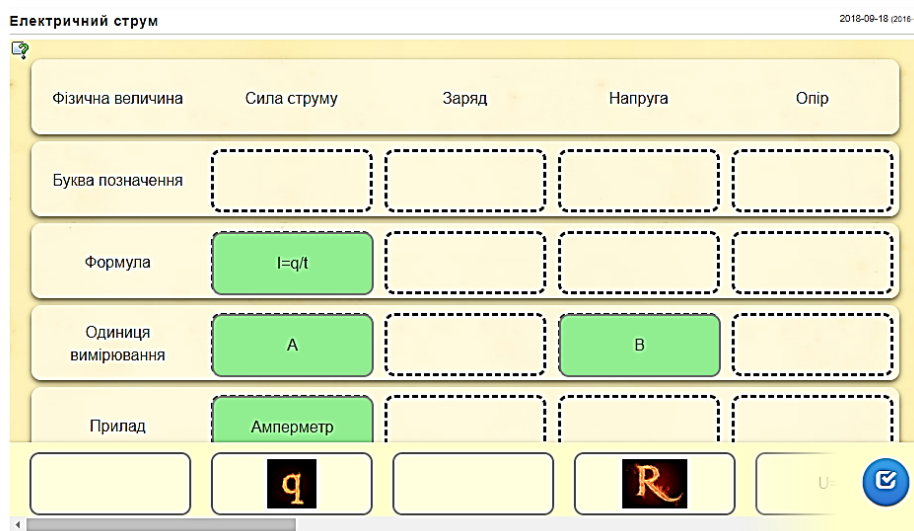 Електричний струм
2018-09-18 (2016-
Фізична величина Сила струму Заряд Напруга Опір
Буква позначення
Формула I=q/t
Одиниця
вимірювання
А В
Прилад Амперметр
q R U=